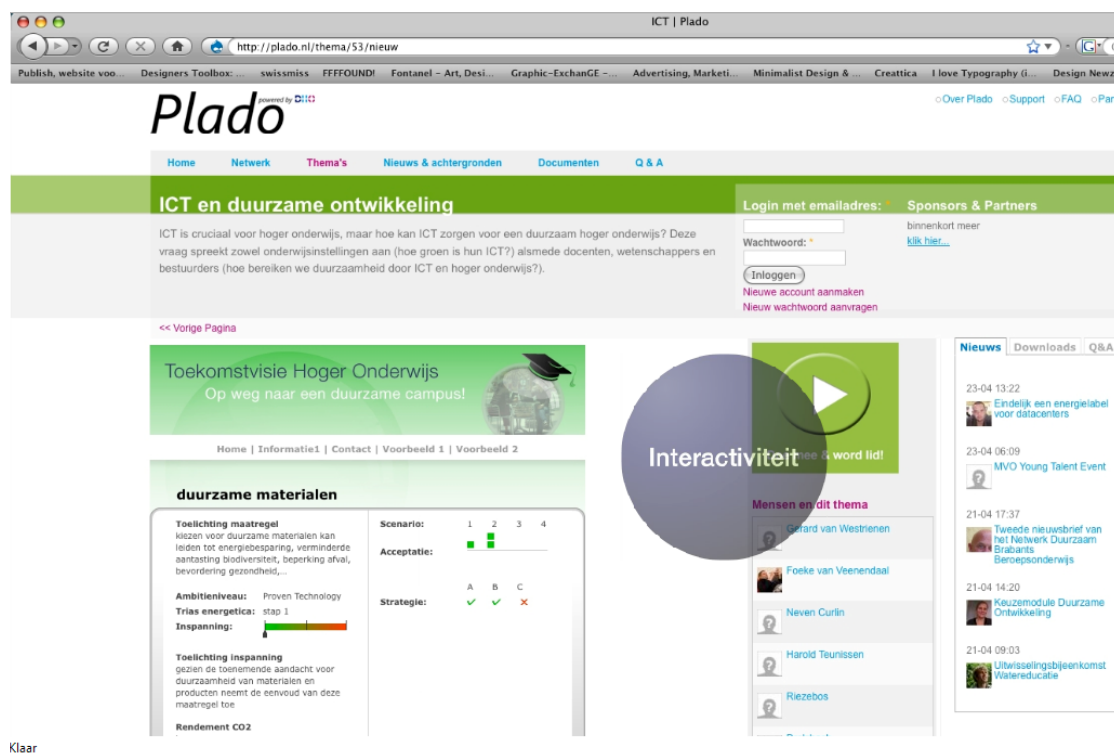 ICT | Plado
http://plado.nl/thema/53/nieuw
Publish, website voo... Designers Toolbox: ... swissmiss FFFFOUND! Fontanel – Art, Desi... Graphic-ExchanGE –... Advertising, Marketi... Minimalist Design & ... Creattica I love Typography (i... Design Newz
Plado powered by DHO
Over Plado Support FAQ Par
Home Netwerk Thema's Nieuws & achtergronden Documenten Q & A
ICT en duurzame ontwikkeling
ICT is cruciaal voor hoger onderwijs, maar hoe kan ICT zorgen voor een duurzaam hoger onderwijs? Deze
vraag spreekt zowel onderwijsinstellingen aan (hoe groen is hun ICT?) alsmede docenten, wetenschappers en
bestuurders (hoe bereiken we duurzaamheid door ICT en hoger onderwijs?).
Login met emailadres: *
Wachtwoord: *
Inloggen
Nieuwe account aanmaken
Nieuw wachtwoord aanvragen
Sponsors & Partners
binnenkort meer
klik hier...
<< Vorige Pagina
Toekomstvisie Hoger Onderwijs
Op weg naar een duurzame campus!
Home | Informatie1 | Contact | Voorbeeld 1 | Voorbeeld 2
duurzame materialen
Toelichting maatregel
kiezen voor duurzame materialen kan
leiden tot energiebesparing, verminderde
aantasting biodiversiteit, beperking afval,
bevordering gezondheid,...
Ambitieniveau: Proven Technology
Trias energetica: stap 1
Inspanning:
Toelichting inspanning
gezien de toenemende aandacht voor
duurzaamheid van materialen en
producten neemt de eenvoud van deze
maatregel toe
Rendement CO2
Scenario: 1 2 3 4
Acceptatie:
A B C
Strategie:
Interactiviteit
mee & word lid!
Mensen en dit thema
Gerard van Westrienen
Foeke van Veenendaal
Neven Curlin
Harold Teunissen
Riezebos
Nieuws Downloads Q&A
23-04 13:22
Eindelijk een energielabel
voor datacenters
23-04 06:09
MVO Young Talent Event
21-04 17:37
Tweede nieuwsbrief van
het Netwerk Duurzaam
Brabants
Beroepsonderwijs
21-04 14:20
Keuzemodule Duurzame
Ontwikkeling
21-04 09:03
Uitwisselingsbijeenkomst
Watereducatie
Klaar